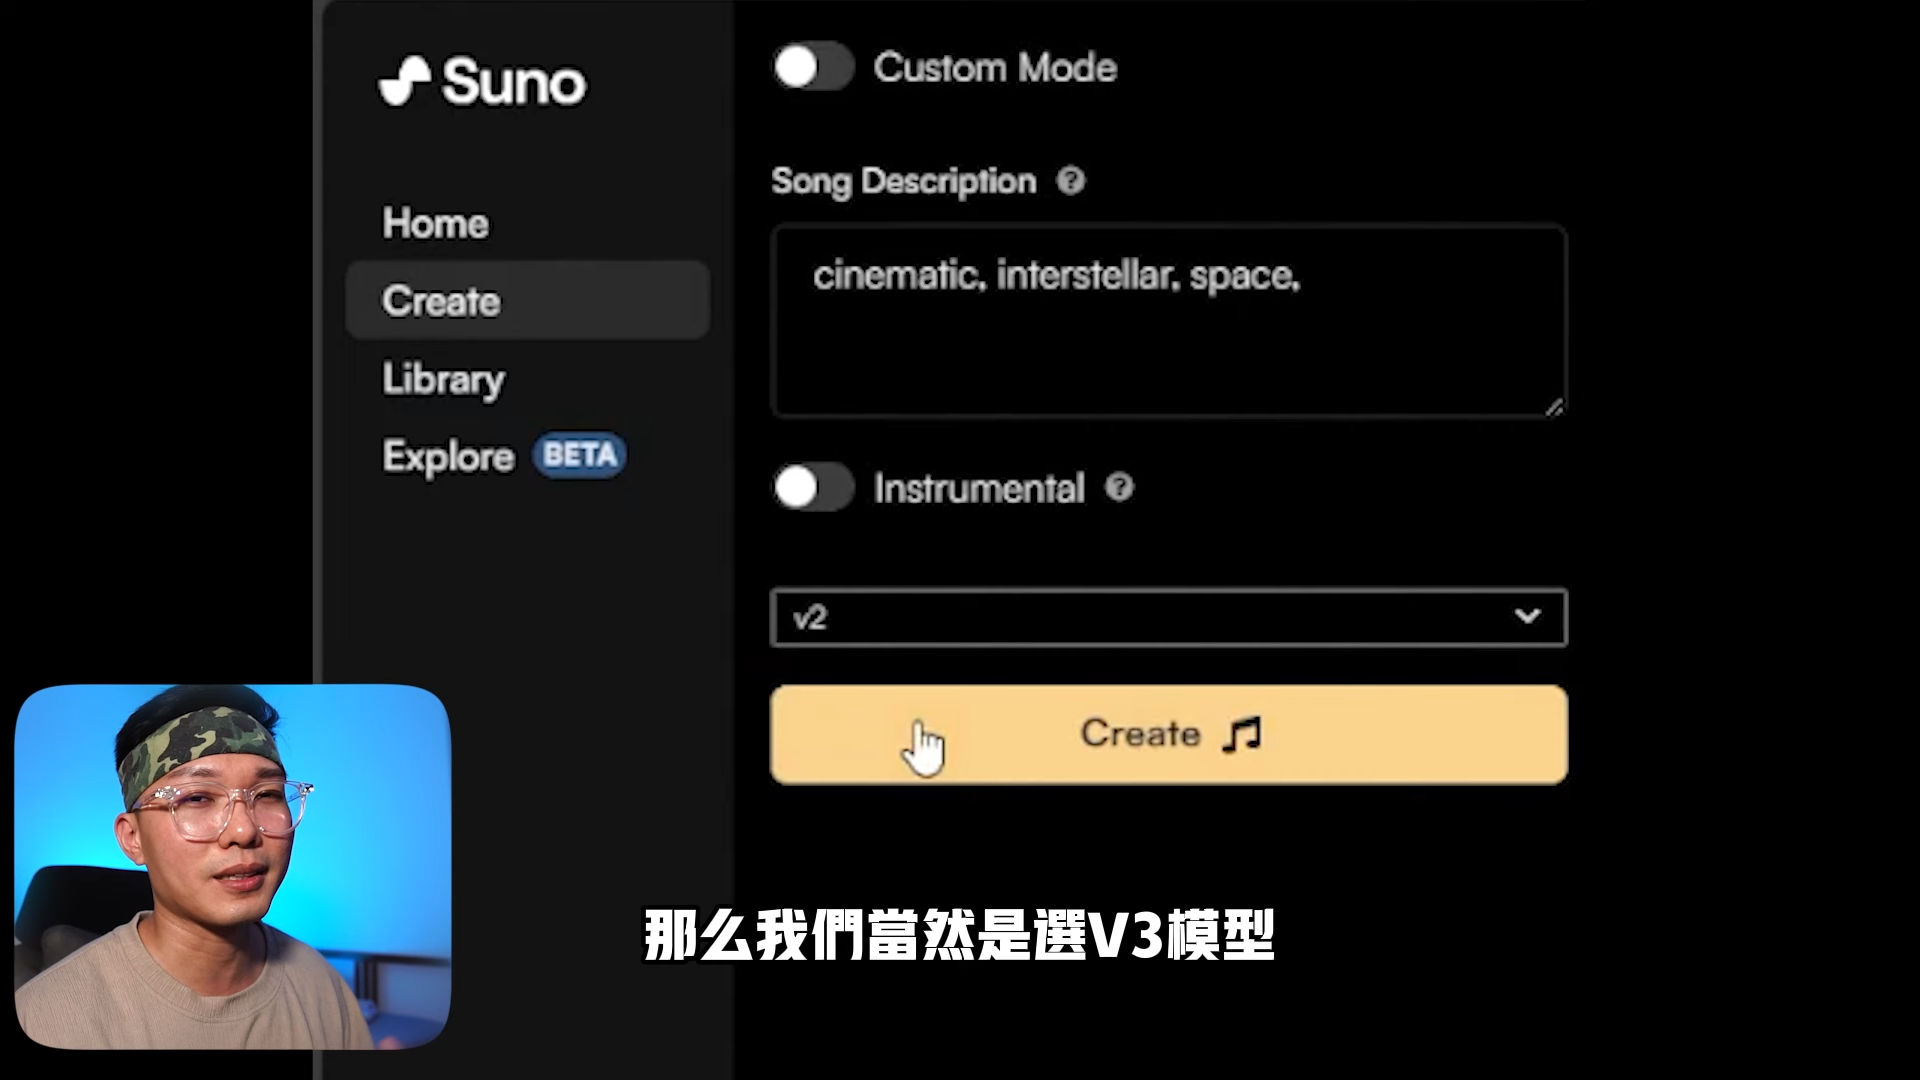 Suno
Home
Create
Library
Explore BETA
Custom Mode
Song Description
cinematic, interstellar, space,
Instrumental
v2
Create
那么我們當然是選V3模型